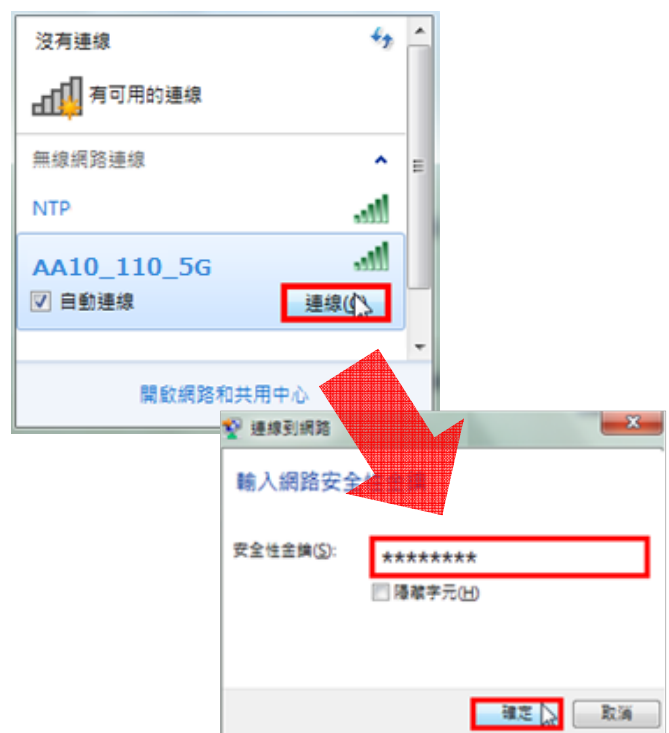 沒有連線
有可用的連線
無線網路連線
NTP
AA10_110_5G
自動連線
連線(C)
開啟網路和共用中心
連線到網路
輸入網路安全性金鑰
安全性金鑰(S):
********
隱藏字元(H)
確定
取消